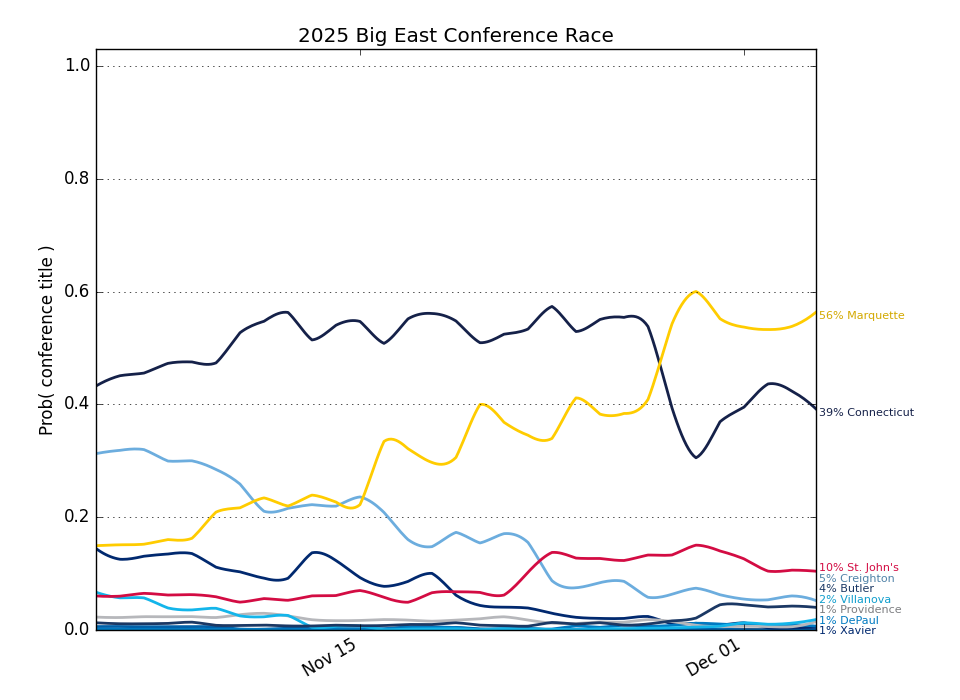 2025 Big East Conference Race
1.0
0.8
0.6
0.4
0.2
0.0
Prob( conference title )
Nov 15
Dec 01
56% Marquette
39% Connecticut
10% St. John's
5% Creighton
4% Butler
2% Villanova
1% Providence
1% DePaul
1% Xavier